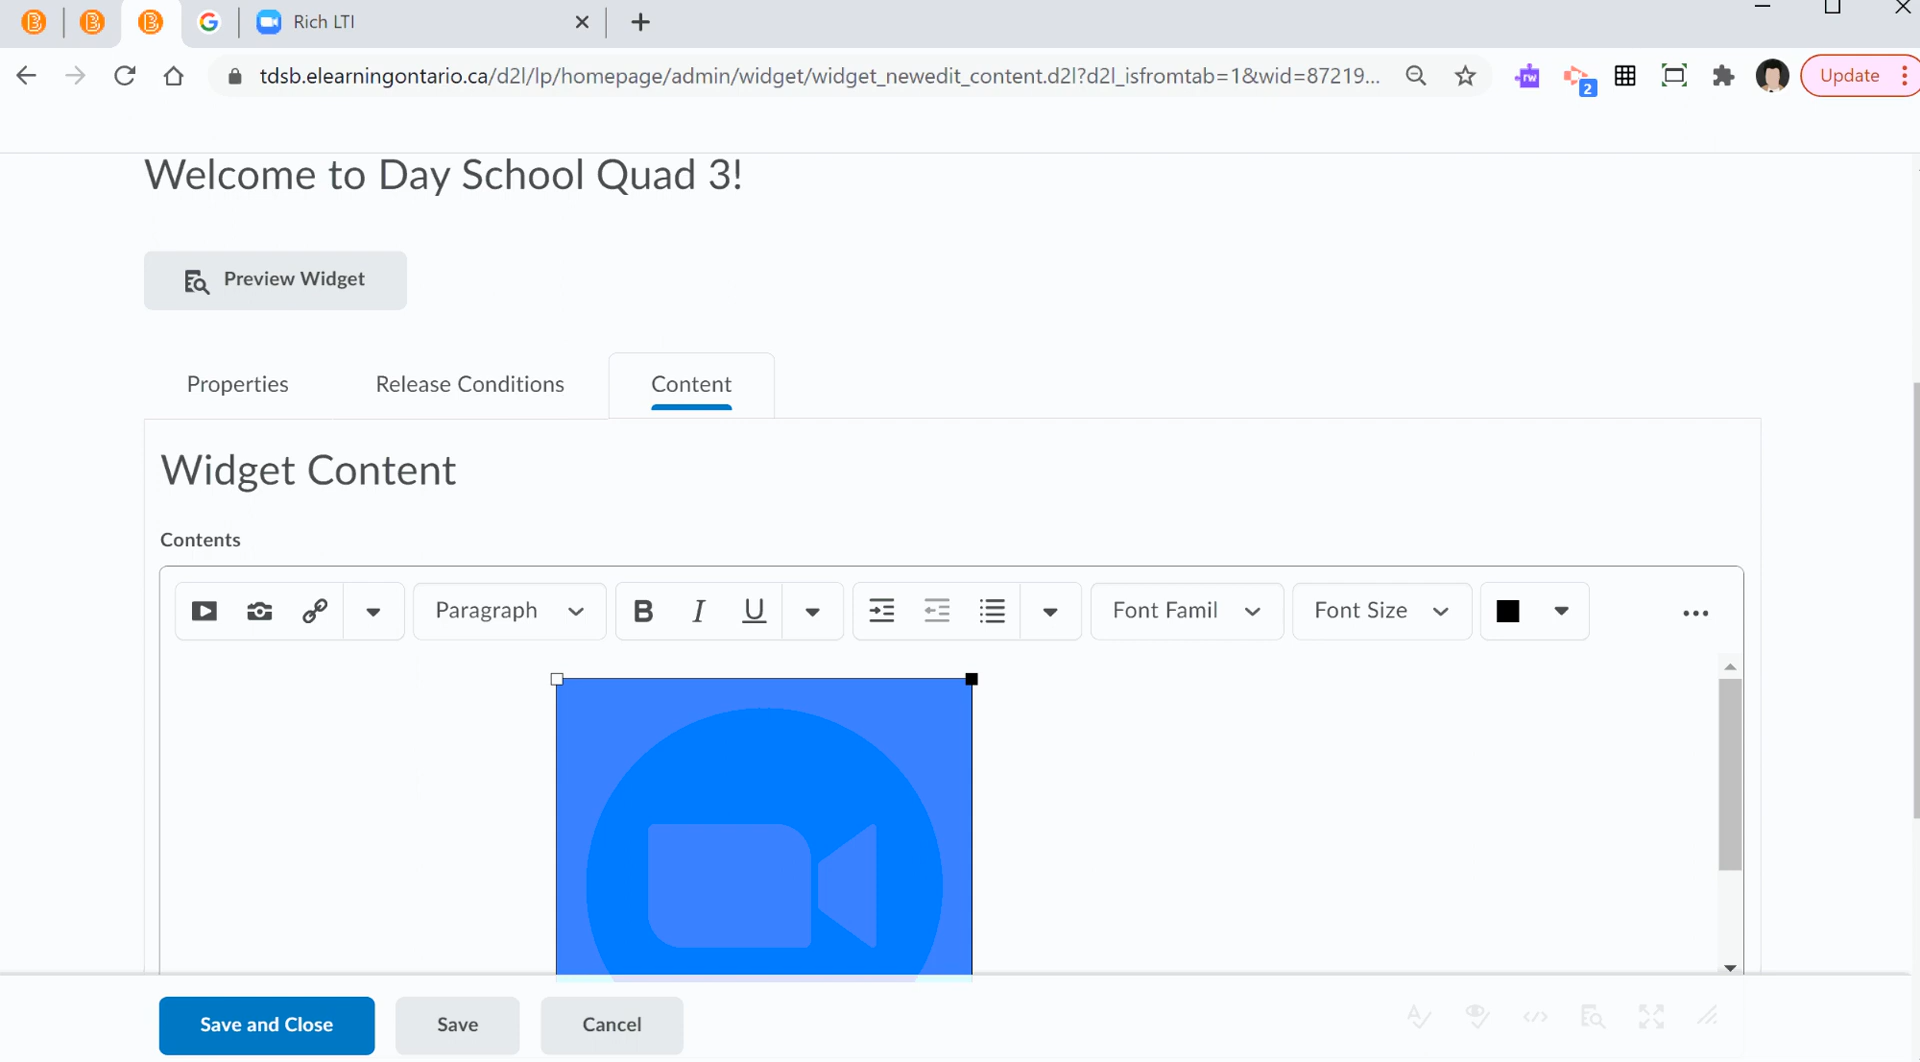 Rich LTI
tdsb.elearningontario.ca/d2l/lp/homepage/admin/widget/widget_newedit_content.d2l?d2l_isfromtab=1&wid=87219...
2
Update
Welcome to Day School Quad 3!
Preview Widget
Properties Release Conditions Content
Widget Content
Contents
Paragraph B I U Font Famil Font Size
Save and Close Save Cancel